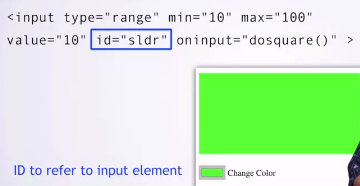 <input type="range" min="10" max="100"
value="10" id="sldr" oninput="dosquare()" >
Change Color
ID to refer to input element